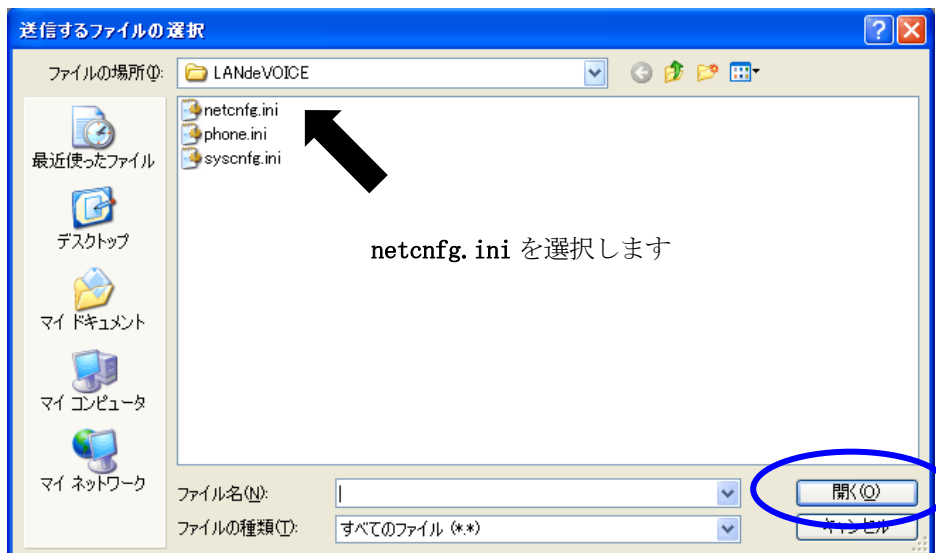 送信するファイルの選択
ファイルの場所(I):
LANdeVOICE
netcnfg.ini
phone.ini
syscnfg.ini
最近使ったファイル
デスクトップ
netcnfg.ini を選択します
マイ ドキュメント
マイ コンピュータ
マイ ネットワーク
ファイル名(N):
開く(O)
ファイルの種類(T):
すべてのファイル (*.*)
キャンセル